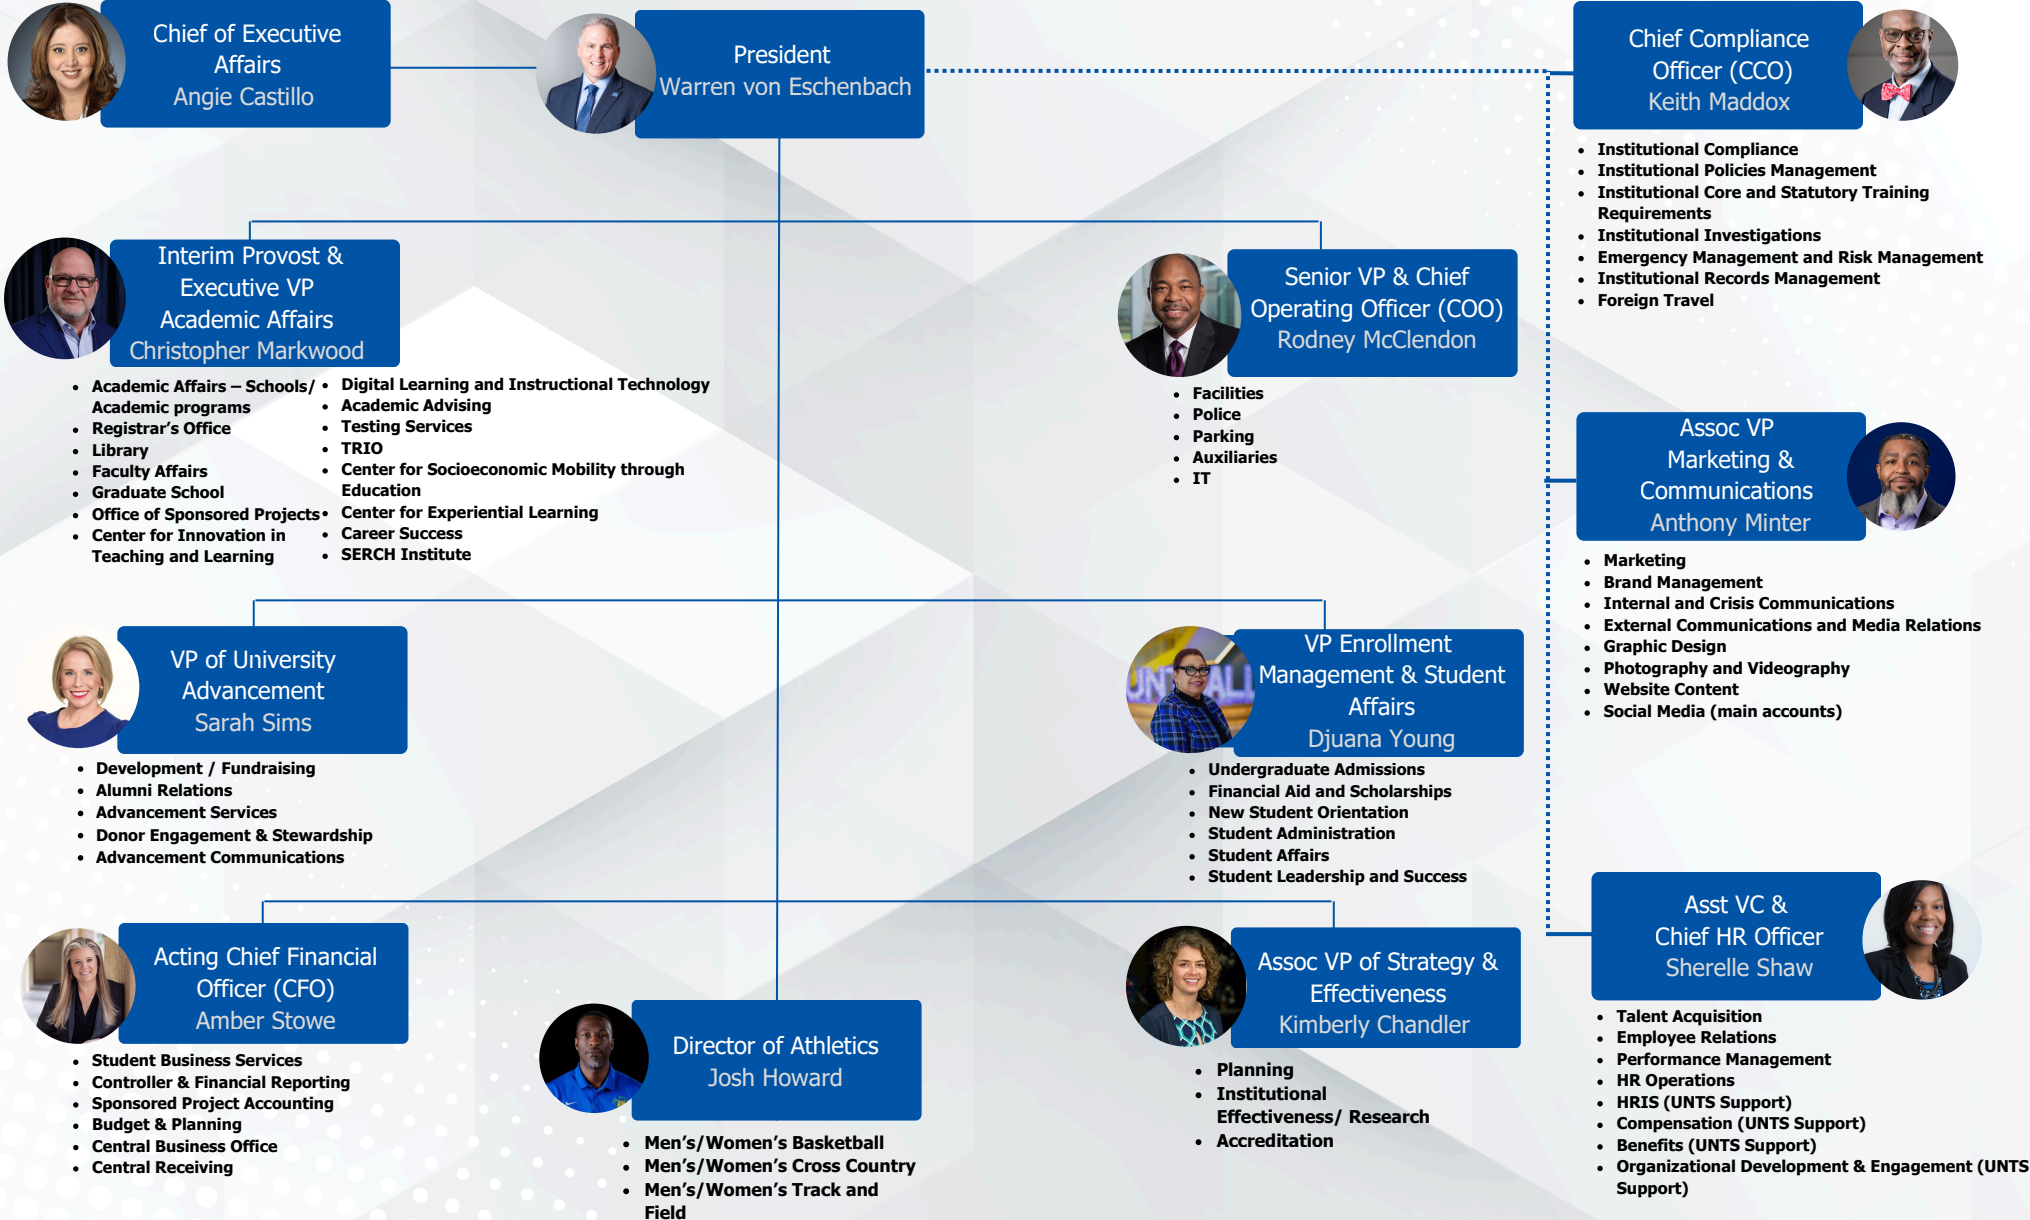 Chief of Executive
Affairs
Angie Castillo
President
Warren von Eschenbach
Chief Compliance
Officer (CCO)
Keith Maddox
• Institutional Compliance
• Institutional Policies Management
• Institutional Core and Statutory Training
Requirements
• Institutional Investigations
• Emergency Management and Risk Management
• Institutional Records Management
• Foreign Travel
Interim Provost &
Executive VP
Academic Affairs
Christopher Markwood
• Academic Affairs – Schools/
Academic programs
• Registrar’s Office
• Library
• Faculty Affairs
• Graduate School
• Office of Sponsored Projects
• Center for Innovation in
Teaching and Learning
• Digital Learning and Instructional Technology
• Academic Advising
• Testing Services
• TRIO
• Center for Socioeconomic Mobility through
Education
• Center for Experiential Learning
• Career Success
• SERCH Institute
Senior VP & Chief
Operating Officer (COO)
Rodney McClendon
• Facilities
• Police
• Parking
• Auxiliaries
• IT
Assoc VP
Marketing &
Communications
Anthony Minter
• Marketing
• Brand Management
• Internal and Crisis Communications
• External Communications and Media Relations
• Graphic Design
• Photography and Videography
• Website Content
• Social Media (main accounts)
VP of University
Advancement
Sarah Sims
• Development / Fundraising
• Alumni Relations
• Advancement Services
• Donor Engagement & Stewardship
• Advancement Communications
VP Enrollment
Management & Student
Affairs
Djuana Young
• Undergraduate Admissions
• Financial Aid and Scholarships
• New Student Orientation
• Student Administration
• Student Affairs
• Student Leadership and Success
Asst VC &
Chief HR Officer
Sherelle Shaw
• Talent Acquisition
• Employee Relations
• Performance Management
• HR Operations
• HRIS (UNTS Support)
• Compensation (UNTS Support)
• Benefits (UNTS Support)
• Organizational Development & Engagement (UNTS
Support)
Acting Chief Financial
Officer (CFO)
Amber Stowe
• Student Business Services
• Controller & Financial Reporting
• Sponsored Project Accounting
• Budget & Planning
• Central Business Office
• Central Receiving
Director of Athletics
Josh Howard
• Men’s/Women’s Basketball
• Men’s/Women’s Cross Country
• Men’s/Women’s Track and
Field
Assoc VP of Strategy &
Effectiveness
Kimberly Chandler
• Planning
• Institutional
Effectiveness/ Research
• Accreditation